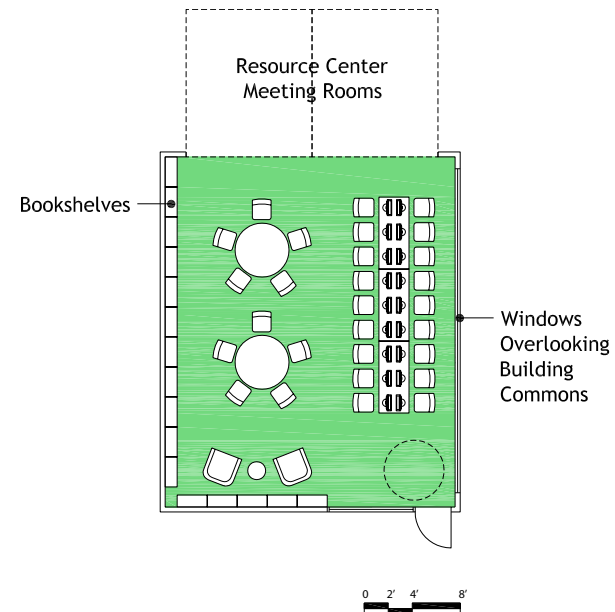 Resource Center
Meeting Rooms
Bookshelves
Windows
Overlooking
Building
Commons
0 2' 4' 8'